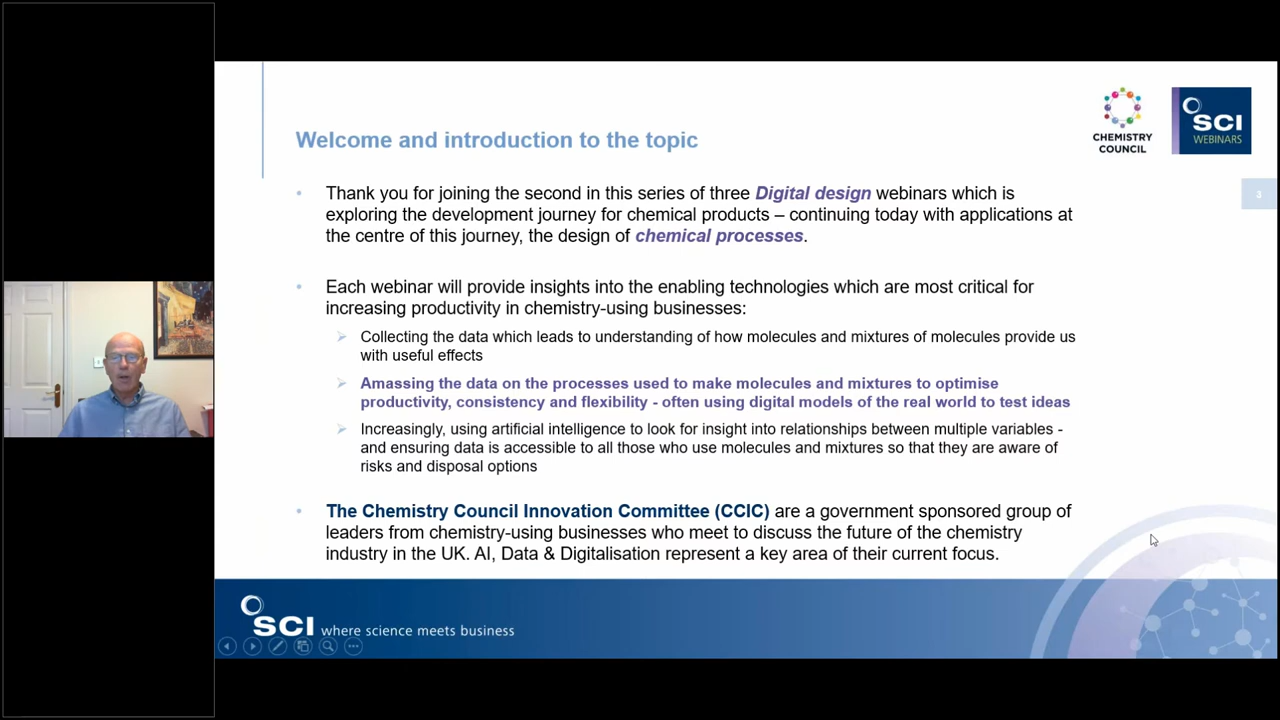 CHEMISTRY
COUNCIL
SCI
WEBINARS
Welcome and introduction to the topic
3
Thank you for joining the second in this series of three Digital design webinars which is
exploring the development journey for chemical products – continuing today with applications at
the centre of this journey, the design of chemical processes.
Each webinar will provide insights into the enabling technologies which are most critical for
increasing productivity in chemistry-using businesses:
Collecting the data which leads to understanding of how molecules and mixtures of molecules provide us
with useful effects
Amassing the data on the processes used to make molecules and mixtures to optimise
productivity, consistency and flexibility - often using digital models of the real world to test ideas
Increasingly, using artificial intelligence to look for insight into relationships between multiple variables -
and ensuring data is accessible to all those who use molecules and mixtures so that they are aware of
risks and disposal options
The Chemistry Council Innovation Committee (CCIC) are a government sponsored group of
leaders from chemistry-using businesses who meet to discuss the future of the chemistry
industry in the UK. AI, Data & Digitalisation represent a key area of their current focus.
SCI where science meets business